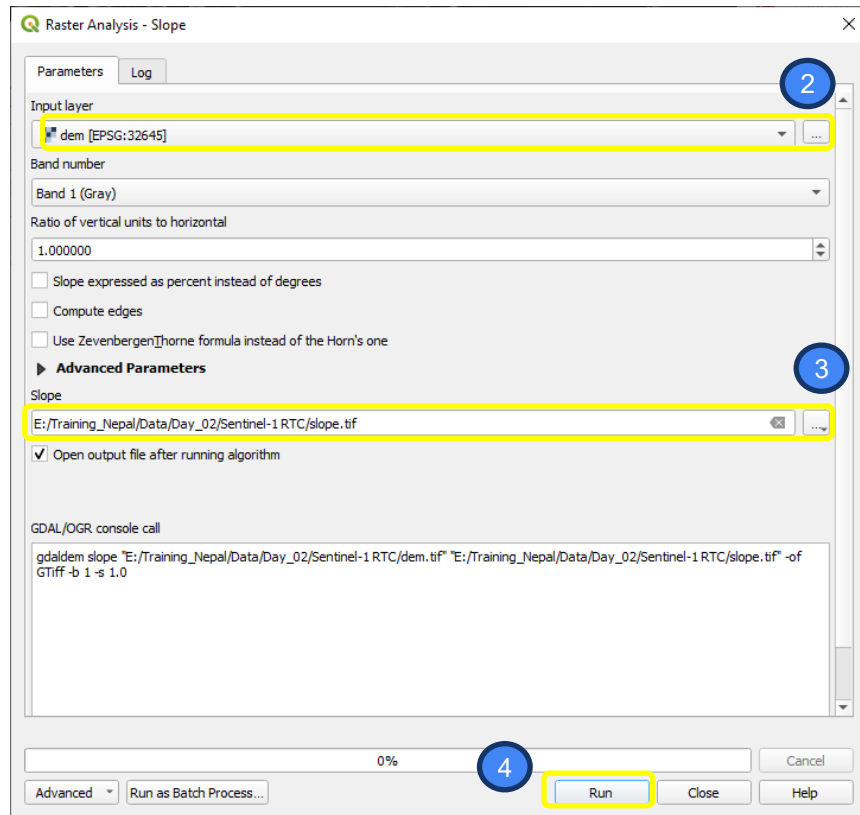 Raster Analysis - Slope
Parameters
Log
2
Input layer
dem [EPSG:32645]
...
Band number
Band 1 (Gray)
Ratio of vertical units to horizontal
1.000000
Slope expressed as percent instead of degrees
Compute edges
Use ZevenbergenThorne formula instead of the Horn's one
Advanced Parameters
3
Slope
E:/Training_Nepal/Data/Day_02/Sentinel-1 RTC/slope.tif
...
Open output file after running algorithm
GDAL/OGR console call
gdaldem slope "E:/Training_Nepal/Data/Day_02/Sentinel-1 RTC/dem.tif" "E:/Training_Nepal/Data/Day_02/Sentinel-1 RTC/slope.tif" -of
GTiff -b 1 -s 1.0
0%
4
Cancel
Advanced
Run as Batch Process...
Run
Close
Help